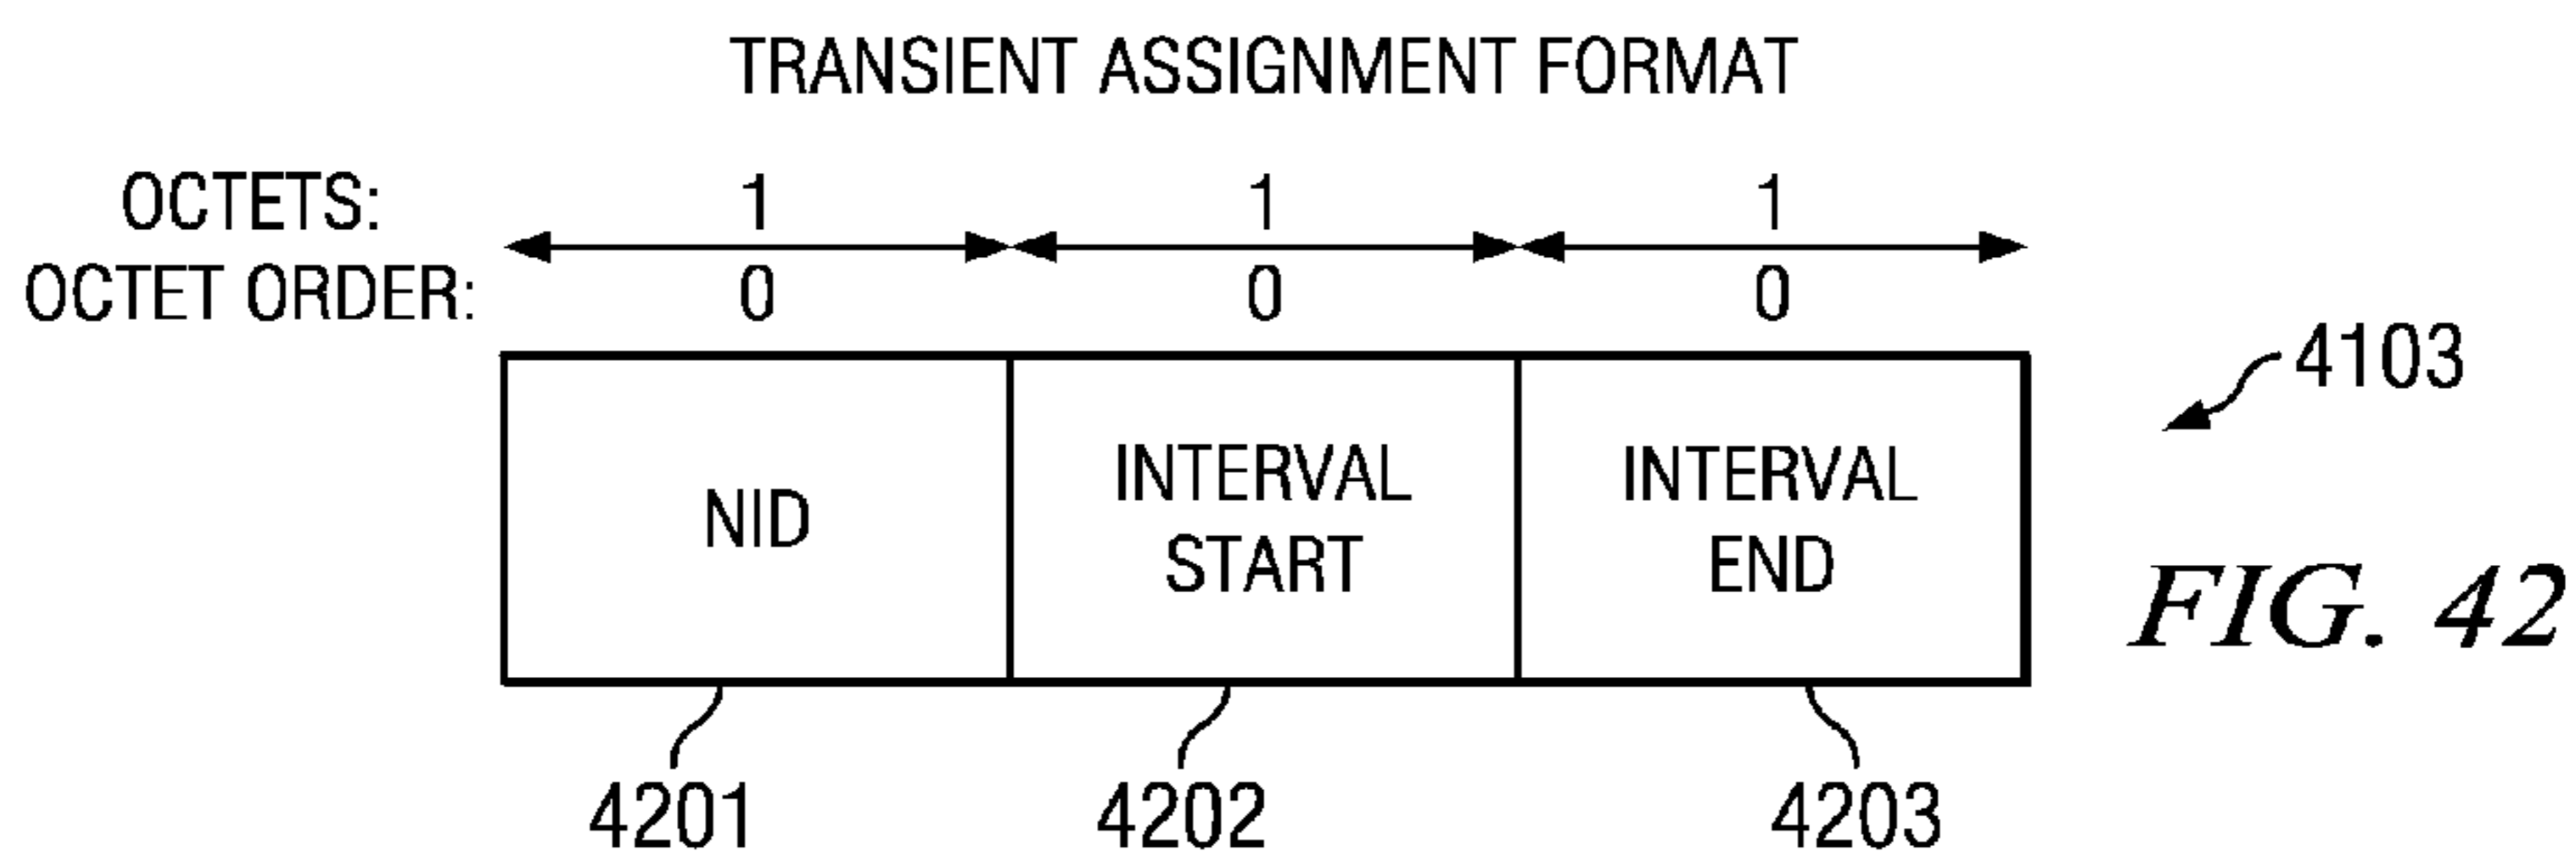 TRANSIENT ASSIGNMENT FORMAT
OCTETS: 1 1 1
OCTET ORDER: 0 0 0
4103
NID
INTERVAL START
INTERVAL END
FIG. 42
4201 4202 4203